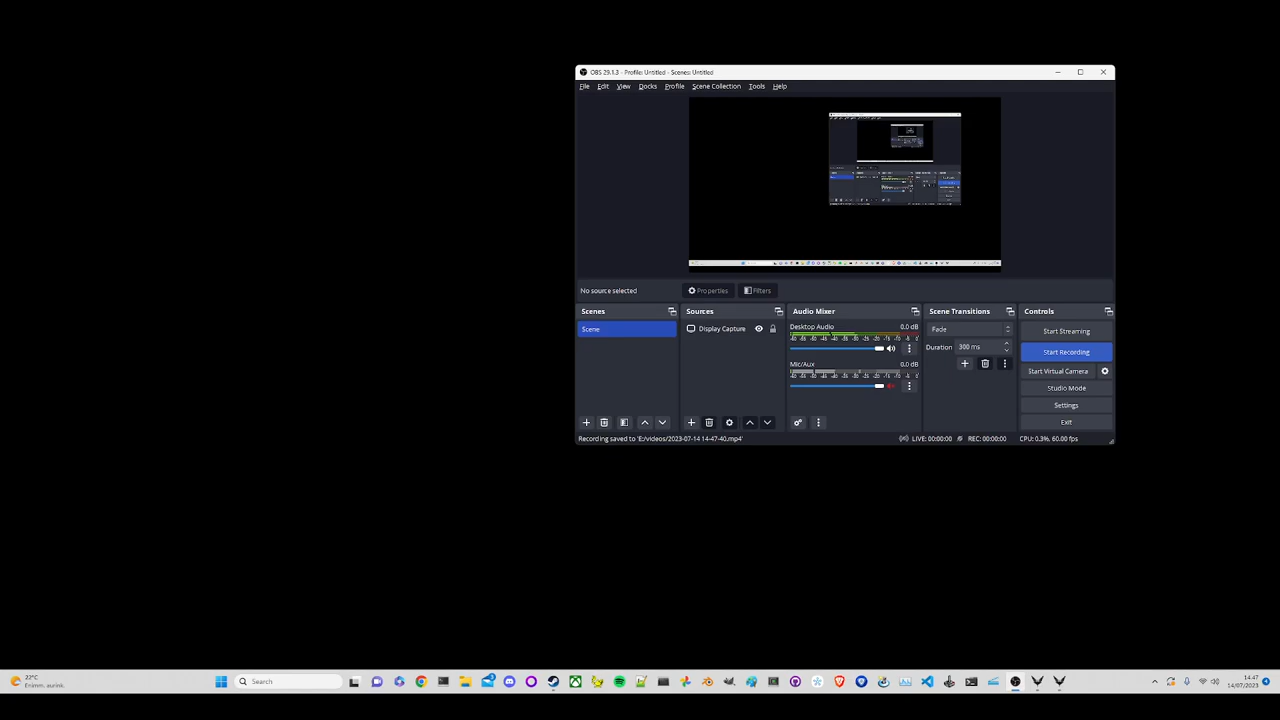 OBS 29.1.3 - Profile: Untitled - Scenes: Untitled
File Edit View Docks Profile Scene Collection Tools Help
No source selected Properties Filters
Scenes Sources Audio Mixer Scene Transitions Controls
Scene
Display Capture
Desktop Audio 0.0 dB
Mic/Aux 0.0 dB
Fade
Duration 300 ms
Start Streaming
Start Recording
Start Virtual Camera
Studio Mode
Settings
Exit
Recording saved to 'E:/videos/2023-07-14 14-47-40.mp4'
LIVE: 00:00:00 REC: 00:00:00 CPU: 0.3%, 60.00 fps
22°C
Enimm. aurink.
Search
14.47
14/07/2023